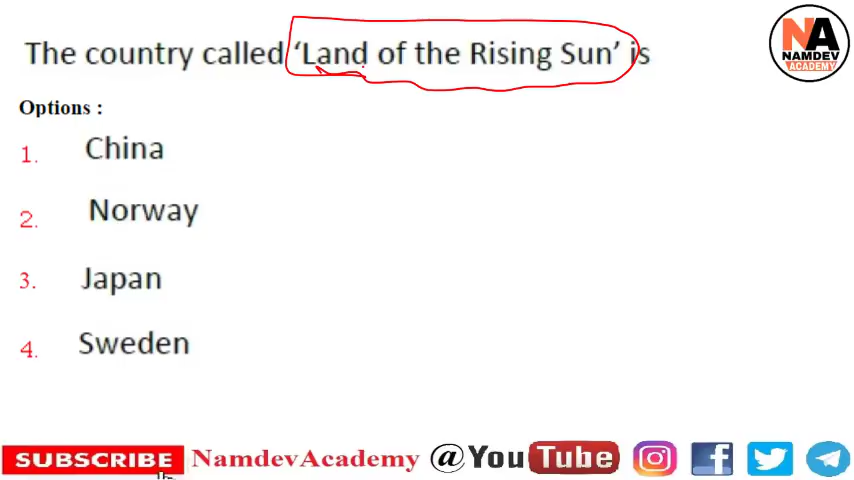 The country called ‘Land of the Rising Sun’ is
NA
NAMDEV
ACADEMY
Options :
1. China
2. Norway
3. Japan
4. Sweden
SUBSCRIBE NamdevAcademy @YouTube